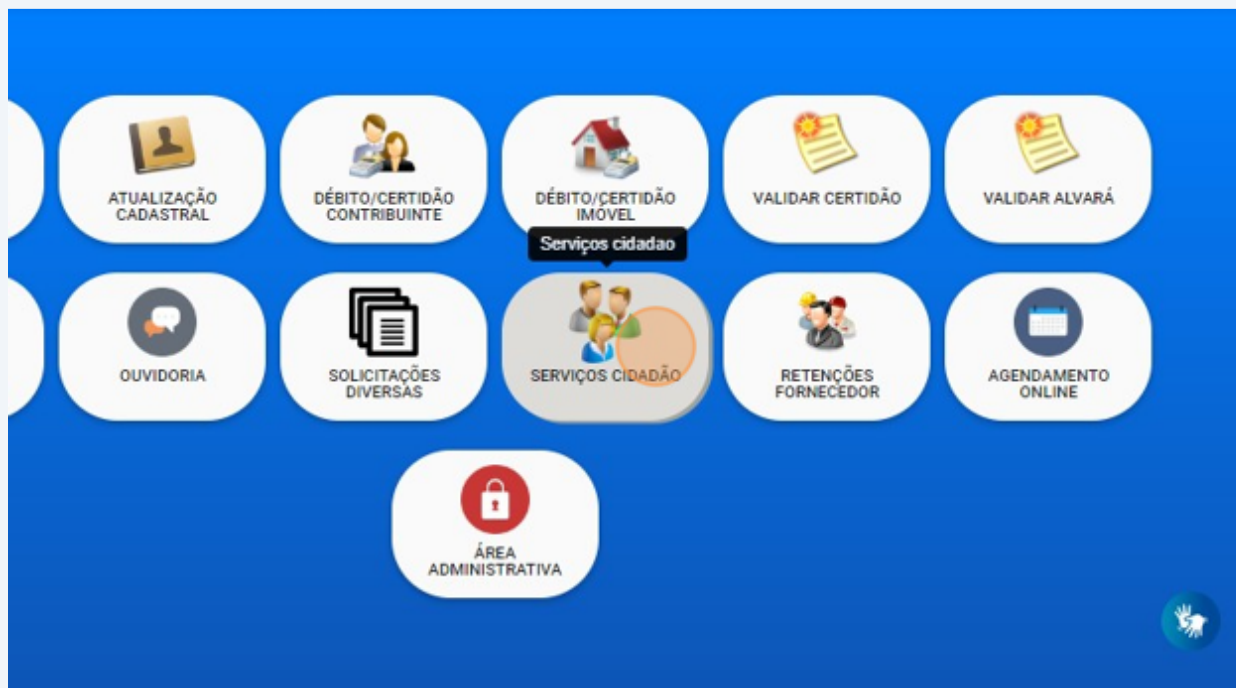 ATUALIZAÇÃO
CADASTRAL
DÉBITO/CERTIDÃO
CONTRIBUINTE
DÉBITO/CERTIDÃO
IMÓVEL
VALIDAR CERTIDÃO
VALIDAR ALVARÁ
Serviços cidadao
OUVIDORIA
SOLICITAÇÕES
DIVERSAS
SERVIÇOS CIDADÃO
RETENÇÕES
FORNECEDOR
AGENDAMENTO
ONLINE
ÁREA
ADMINISTRATIVA